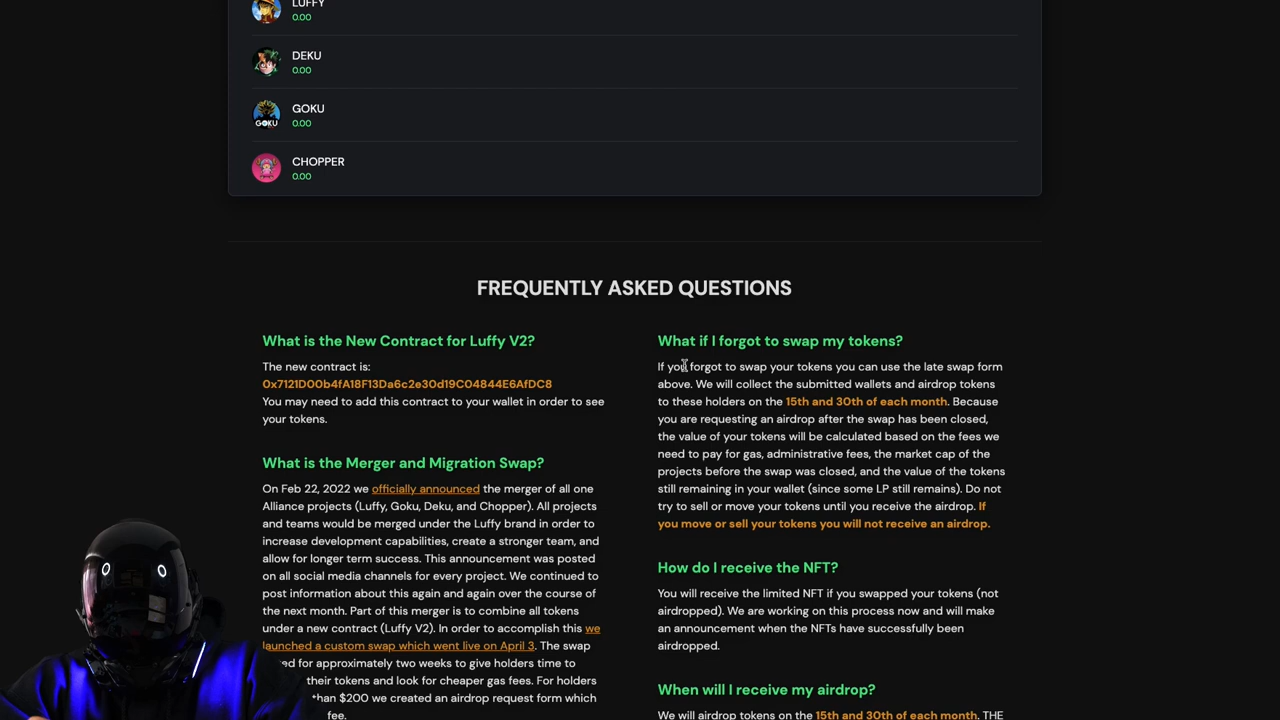 LUFFY
0.00
DEKU
0.00
GOKU
GOKU
0.00
CHOPPER
0.00
FREQUENTLY ASKED QUESTIONS
What is the New Contract for Luffy V2?
The new contract is:
0x7121D00b4fA18F13Da6c2e30d19C04844E6AfDC8
You may need to add this contract to your wallet in order to see
your tokens.
What is the Merger and Migration Swap?
On Feb 22, 2022 we officially announced the merger of all one
Alliance projects (Luffy, Goku, Deku, and Chopper). All projects
and teams would be merged under the Luffy brand in order to
increase development capabilities, create a stronger team, and
allow for longer term success. This announcement was posted
on all social media channels for every project. We continued to
post information about this again and again over the course of
the next month. Part of this merger is to combine all tokens
under a new contract (Luffy V2). In order to accomplish this we
launched a custom swap which went live on April 3. The swap
for approximately two weeks to give holders time to
their tokens and look for cheaper gas fees. For holders
than $200 we created an airdrop request form which
fee.
What if I forgot to swap my tokens?
If you forgot to swap your tokens you can use the late swap form
above. We will collect the submitted wallets and airdrop tokens
to these holders on the 15th and 30th of each month. Because
you are requesting an airdrop after the swap has been closed,
the value of your tokens will be calculated based on the fees we
need to pay for gas, administrative fees, the market cap of the
projects before the swap was closed, and the value of the tokens
still remaining in your wallet (since some LP still remains). Do not
try to sell or move your tokens until you receive the airdrop. If
you move or sell your tokens you will not receive an airdrop.
How do I receive the NFT?
You will receive the limited NFT if you swapped your tokens (not
airdropped). We are working on this process now and will make
an announcement when the NFTs have successfully been
airdropped.
When will I receive my airdrop?
We will airdrop tokens on the 15th and 30th of each month. THE